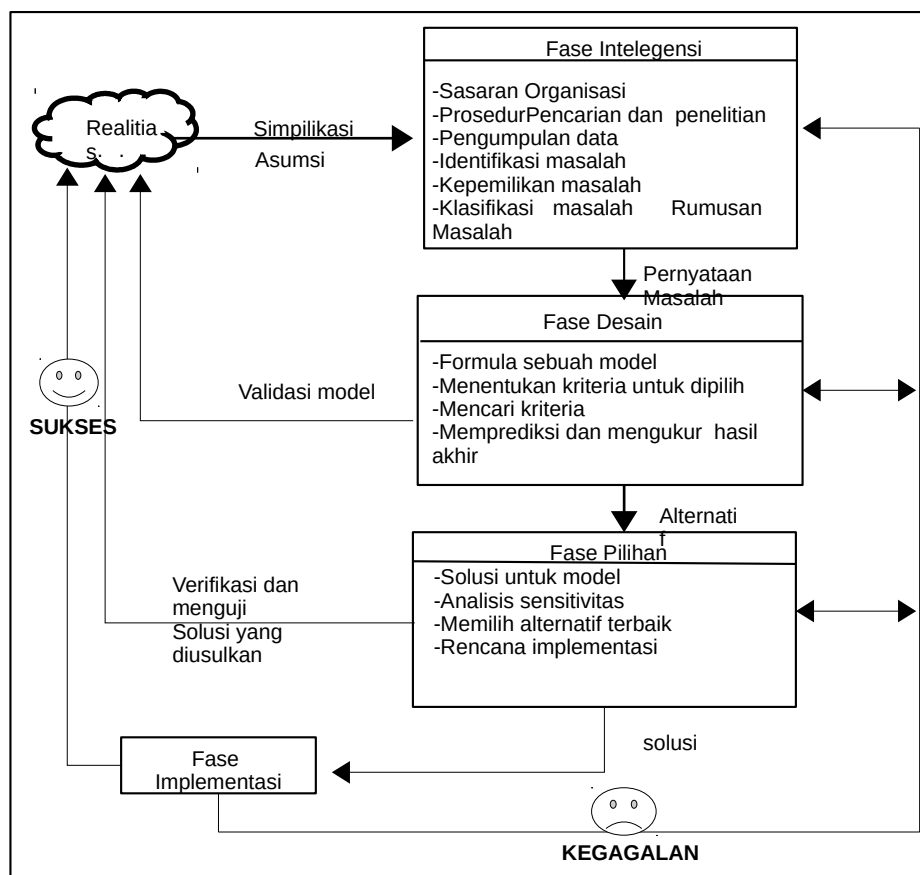 Fase Intelegensi
Realitia
s. .
Simpilikasi
Asumsi
-Sasaran Organisasi
-ProsedurPencarian dan penelitian
-Pengumpulan data
-Identifikasi masalah
-Kepemilikan masalah
-Klasifikasi masalah Rumusan
Masalah
Pernyataan
Masalah
Fase Desain
-Formula sebuah model
-Menentukan kriteria untuk dipilih
-Mencari kriteria
-Memprediksi dan mengukur hasil
akhir
Validasi model
SUKSES
Alternati
f
Fase Pilihan
-Solusi untuk model
-Analisis sensitivitas
-Memilih alternatif terbaik
-Rencana implementasi
Verifikasi dan
menguji
Solusi yang
diusulkan
solusi
Fase
Implementasi
KEGAGALAN